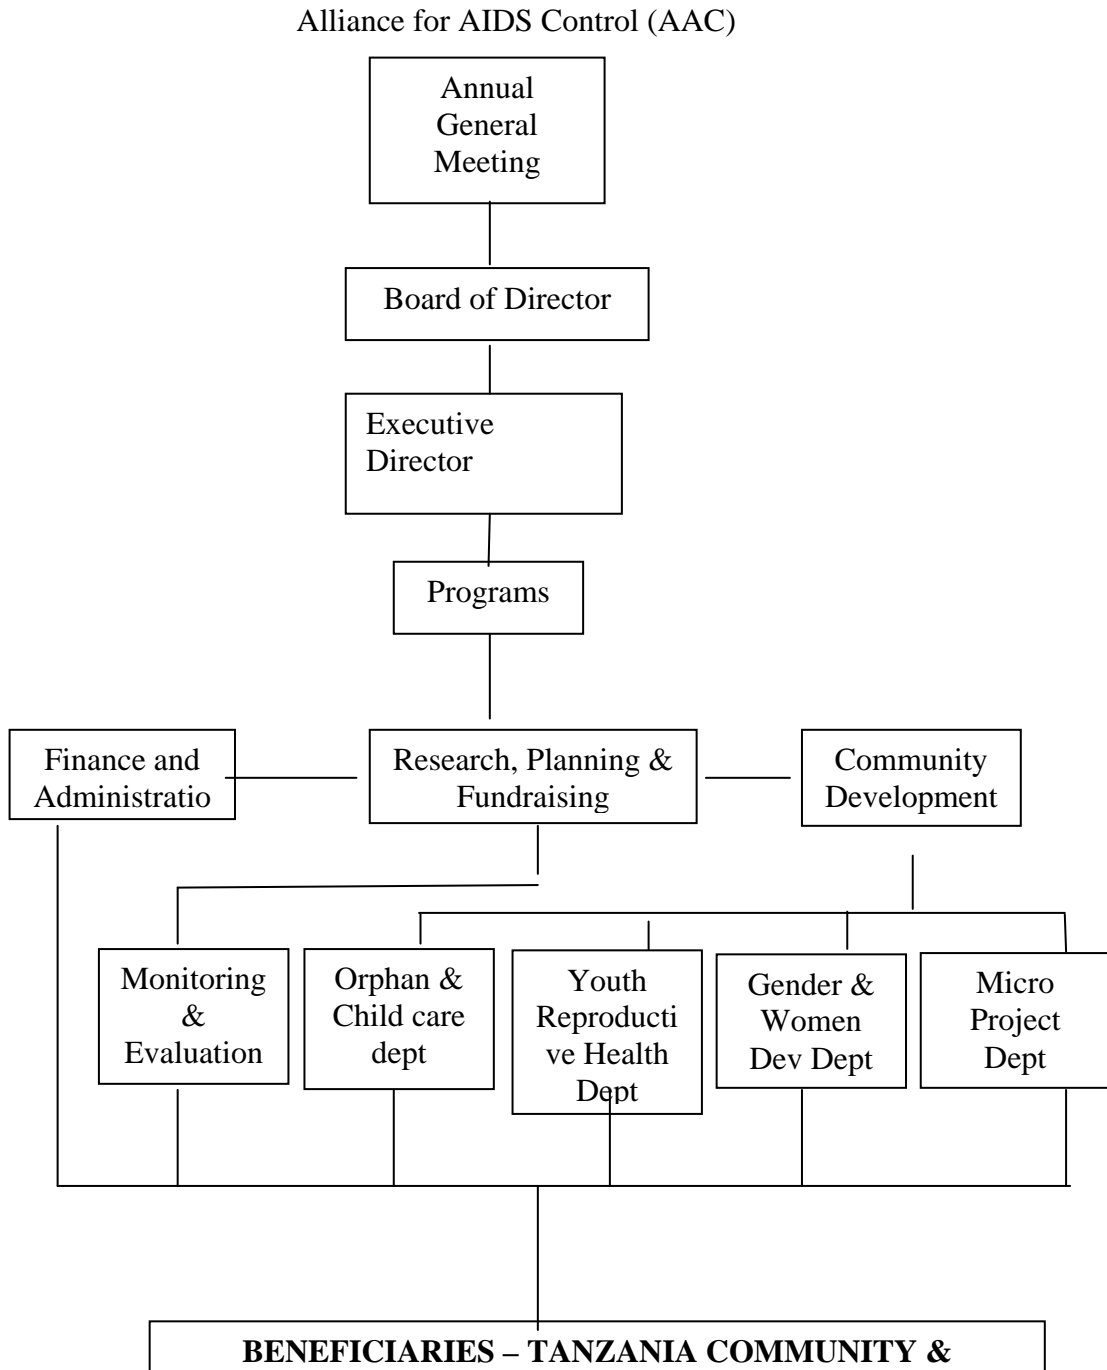 Alliance for AIDS Control (AAC)
Annual
General
Meeting
Board of Director
Executive
Director
Programs
Finance and
Administratio
Research, Planning &
Fundraising
Community
Development
Monitoring
&
Evaluation
Orphan &
Child care
dept
Youth
Reproducti
ve Health
Dept
Gender &
Women
Dev Dept
Micro
Project
Dept
BENEFICIARIES – TANZANIA COMMUNITY &